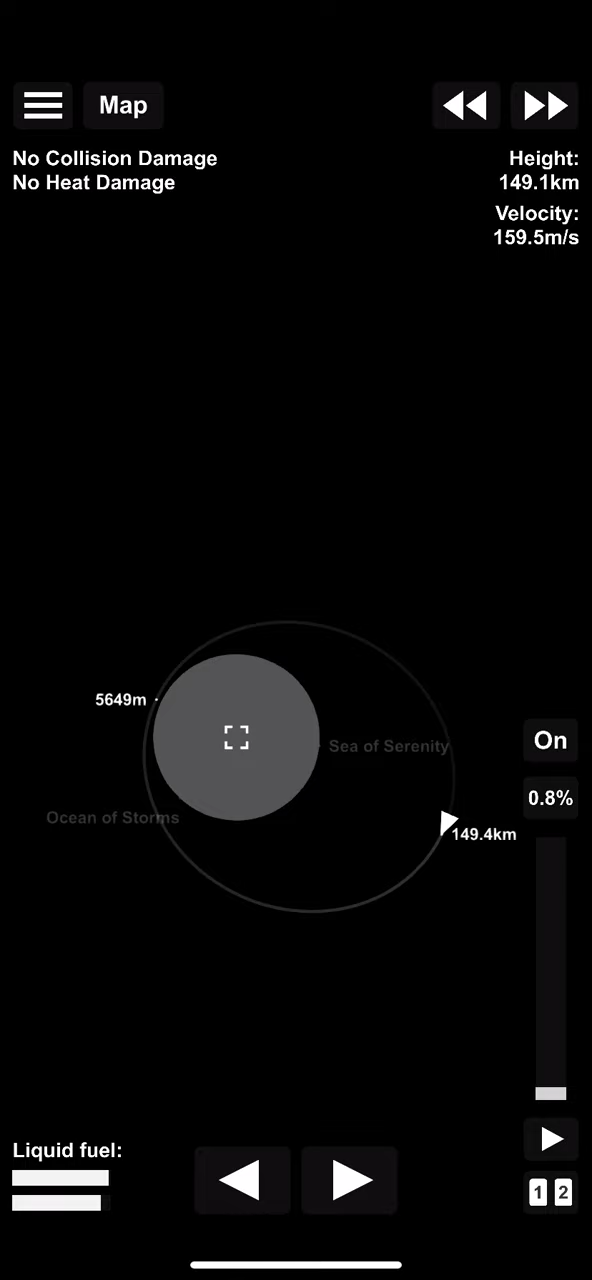 Map
No Collision Damage
No Heat Damage
Height:
149.1km
Velocity:
159.5m/s
5649m
Sea of Serenity
On
0.8%
Ocean of Storms
149.4km
Liquid fuel:
1 2